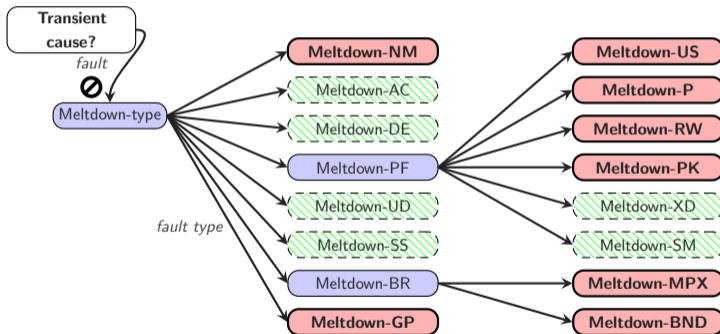 Transient
cause?
fault
Meltdown-type
fault type
Meltdown-NM
Meltdown-AC
Meltdown-DE
Meltdown-PF
Meltdown-UD
Meltdown-SS
Meltdown-BR
Meltdown-GP
Meltdown-US
Meltdown-P
Meltdown-RW
Meltdown-PK
Meltdown-XD
Meltdown-SM
Meltdown-MPX
Meltdown-BND